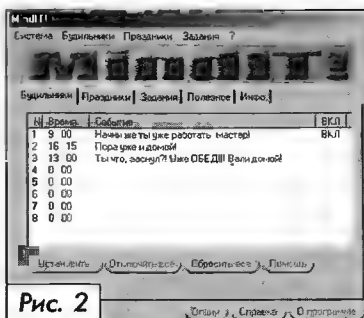 Система Будильники Праздники Задания ?
Будильники Праздники Задания Полезное Инфо.
N Время Событие ВКЛ
1 9 00 Начни же ты уже работать мастер! ВКЛ
2 16 15 Пора уже и домой!
3 13 00 Ты что, заснул?! Уже ОБЕД!!! Вали домой!
4 0 00
5 0 00
6 0 00
7 0 00
8 0 00
Установить Отключить все Сбросить все Помощь
Опции Справка О программе
Рис. 2